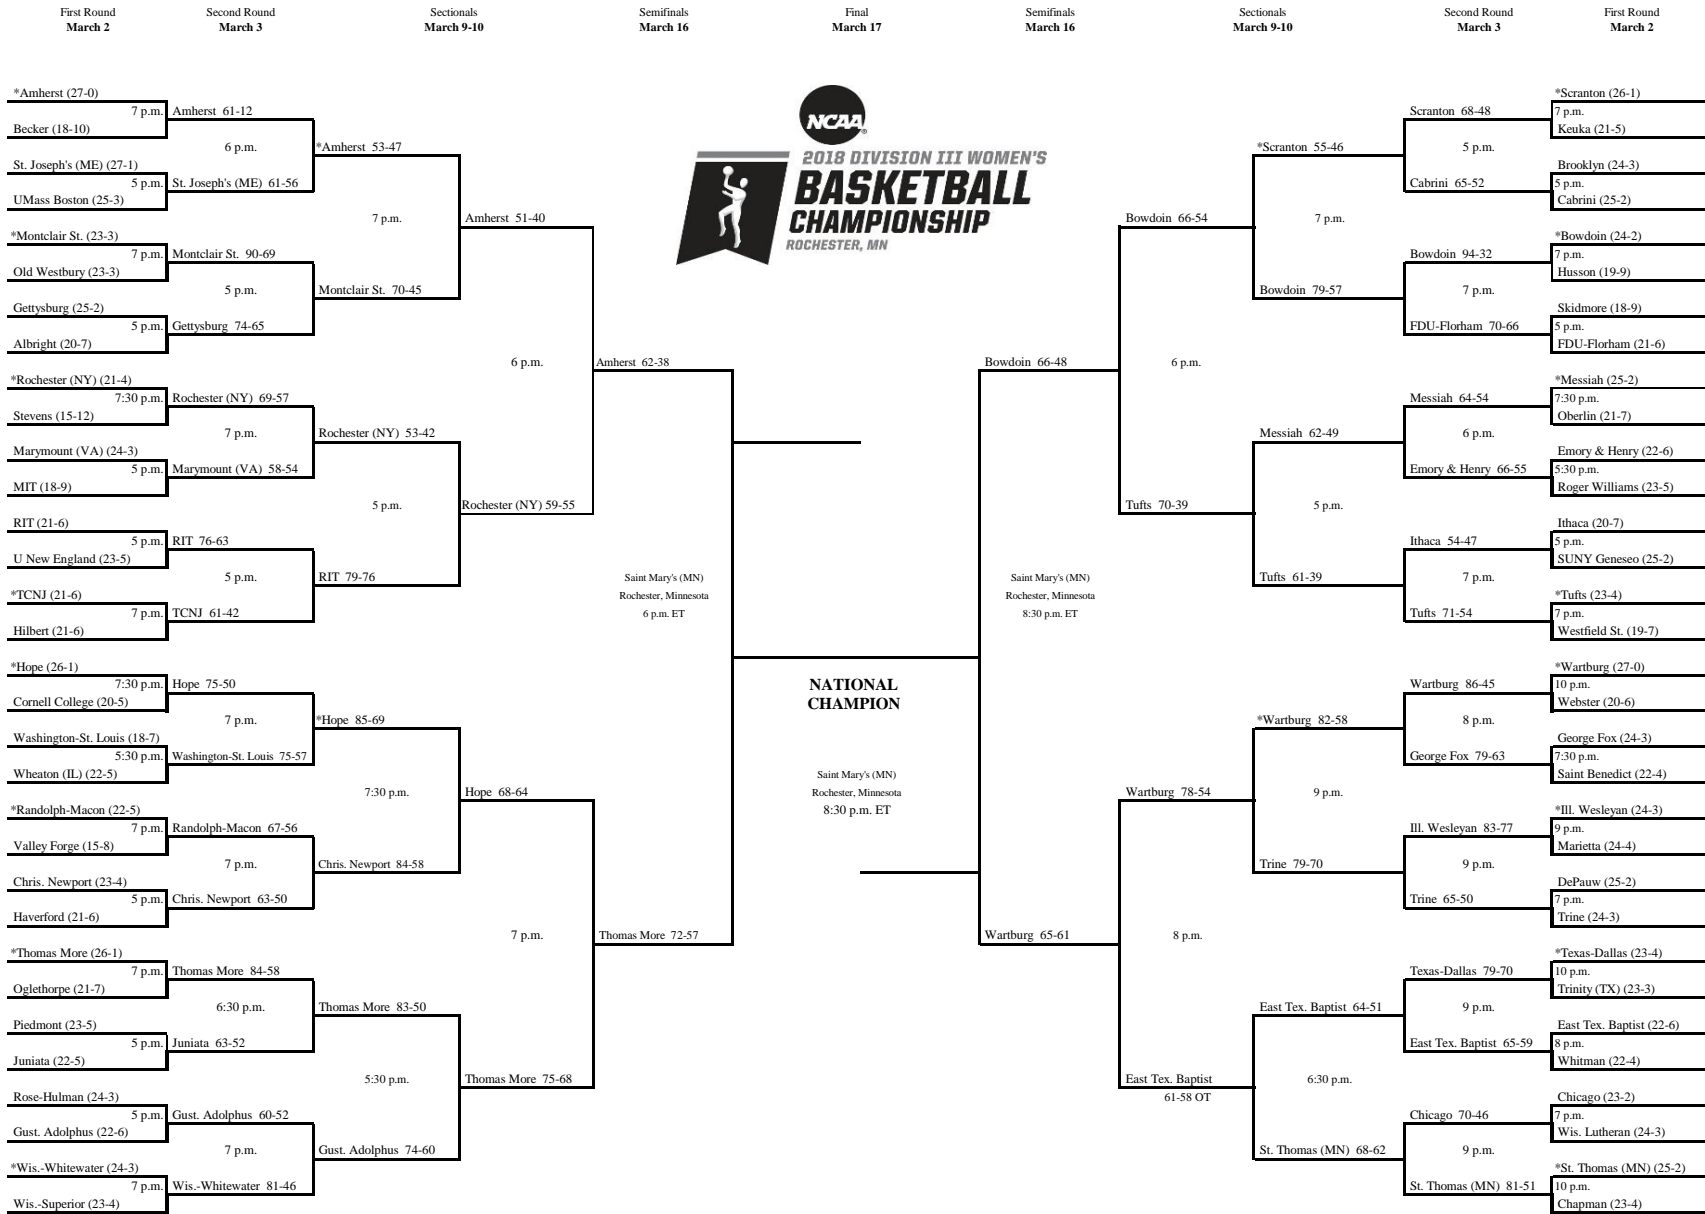 First Round
March 2
Second Round
March 3
Sectionals
March 9-10
Semifinals
March 16
Final
March 17
Semifinals
March 16
Sectionals
March 9-10
Second Round
March 3
First Round
March 2
*Amherst (27-0)
7 p.m.
Becker (18-10)
St. Joseph's (ME) (27-1)
5 p.m.
UMass Boston (25-3)
*Montclair St. (23-3)
7 p.m.
Old Westbury (23-3)
Gettysburg (25-2)
5 p.m.
Albright (20-7)
*Rochester (NY) (21-4)
7:30 p.m.
Stevens (15-12)
Marymount (VA) (24-3)
5 p.m.
MIT (18-9)
RIT (21-6)
5 p.m.
U New England (23-5)
*TCNJ (21-6)
7 p.m.
Hilbert (21-6)
*Hope (26-1)
7:30 p.m.
Cornell College (20-5)
Washington-St. Louis (18-7)
5:30 p.m.
Wheaton (IL) (22-5)
*Randolph-Macon (22-5)
7 p.m.
Valley Forge (15-8)
Chris. Newport (23-4)
5 p.m.
Haverford (21-6)
*Thomas More (26-1)
7 p.m.
Oglethorpe (21-7)
Piedmont (23-5)
5 p.m.
Juniata (22-5)
Rose-Hulman (24-3)
5 p.m.
Gust. Adolphus (22-6)
*Wis.-Whitewater (24-3)
7 p.m.
Wis.-Superior (23-4)
Amherst 61-12
6 p.m.
St. Joseph's (ME) 61-56
Montclair St. 90-69
5 p.m.
Gettysburg 74-65
Rochester (NY) 69-57
7 p.m.
Marymount (VA) 58-54
RIT 76-63
5 p.m.
TCNJ 61-42
Hope 75-50
7 p.m.
Washington-St. Louis 75-57
Randolph-Macon 67-56
7 p.m.
Chris. Newport 63-50
Thomas More 84-58
6:30 p.m.
Juniata 63-52
Gust. Adolphus 60-52
7 p.m.
Wis.-Whitewater 81-46
*Amherst 53-47
7 p.m.
Montclair St. 70-45
Rochester (NY) 53-42
5 p.m.
RIT 79-76
*Hope 85-69
7:30 p.m.
Chris. Newport 84-58
Thomas More 83-50
5:30 p.m.
Gust. Adolphus 74-60
Amherst 51-40
6 p.m.
Rochester (NY) 59-55
Hope 68-64
7 p.m.
Thomas More 75-68
Amherst 62-38
Saint Mary's (MN)
Rochester, Minnesota
6 p.m. ET
Thomas More 72-57
NCAA
2018 DIVISION III WOMEN'S
BASKETBALL
CHAMPIONSHIP
ROCHESTER, MN
NATIONAL
CHAMPION
Saint Mary's (MN)
Rochester, Minnesota
8:30 p.m. ET
Bowdoin 66-48
Saint Mary's (MN)
Rochester, Minnesota
8:30 p.m. ET
Wartburg 65-61
Bowdoin 66-54
6 p.m.
Tufts 70-39
Wartburg 78-54
8 p.m.
East Tex. Baptist
61-58 OT
*Scranton 55-46
7 p.m.
Bowdoin 79-57
Messiah 62-49
5 p.m.
Tufts 61-39
*Wartburg 82-58
9 p.m.
Trine 79-70
East Tex. Baptist 64-51
6:30 p.m.
St. Thomas (MN) 68-62
Scranton 68-48
5 p.m.
Cabrini 65-52
Bowdoin 94-32
7 p.m.
FDU-Florham 70-66
Messiah 64-54
6 p.m.
Emory & Henry 66-55
Ithaca 54-47
7 p.m.
Tufts 71-54
Wartburg 86-45
8 p.m.
George Fox 79-63
Ill. Wesleyan 83-77
9 p.m.
Trine 65-50
Texas-Dallas 79-70
9 p.m.
East Tex. Baptist 65-59
Chicago 70-46
9 p.m.
St. Thomas (MN) 81-51
*Scranton (26-1)
7 p.m.
Keuka (21-5)
Brooklyn (24-3)
5 p.m.
Cabrini (25-2)
*Bowdoin (24-2)
7 p.m.
Husson (19-9)
Skidmore (18-9)
5 p.m.
FDU-Florham (21-6)
*Messiah (25-2)
7:30 p.m.
Oberlin (21-7)
Emory & Henry (22-6)
5:30 p.m.
Roger Williams (23-5)
Ithaca (20-7)
5 p.m.
SUNY Geneseo (25-2)
*Tufts (23-4)
7 p.m.
Westfield St. (19-7)
*Wartburg (27-0)
10 p.m.
Webster (20-6)
George Fox (24-3)
7:30 p.m.
Saint Benedict (22-4)
*Ill. Wesleyan (24-3)
9 p.m.
Marietta (24-4)
DePauw (25-2)
7 p.m.
Trine (24-3)
*Texas-Dallas (23-4)
10 p.m.
Trinity (TX) (23-3)
East Tex. Baptist (22-6)
8 p.m.
Whitman (22-4)
Chicago (23-2)
7 p.m.
Wis. Lutheran (24-3)
*St. Thomas (MN) (25-2)
10 p.m.
Chapman (23-4)